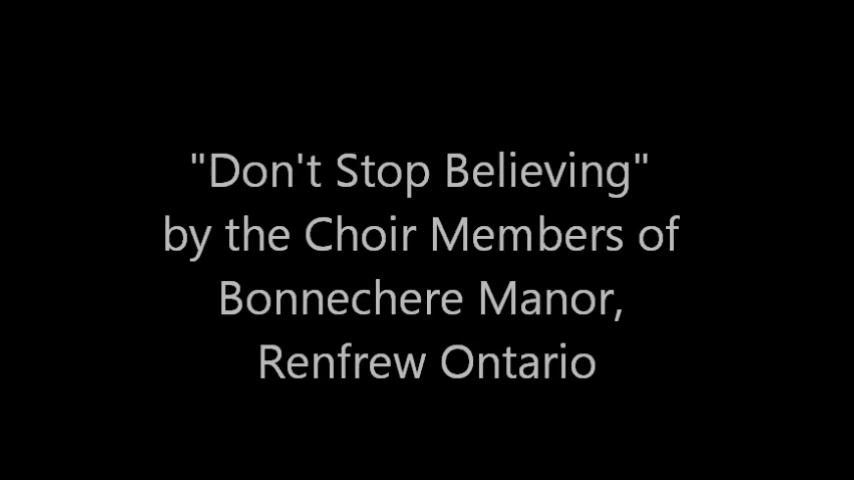 "Don't Stop Believing"
by the Choir Members of
Bonnechere Manor,
Renfrew Ontario